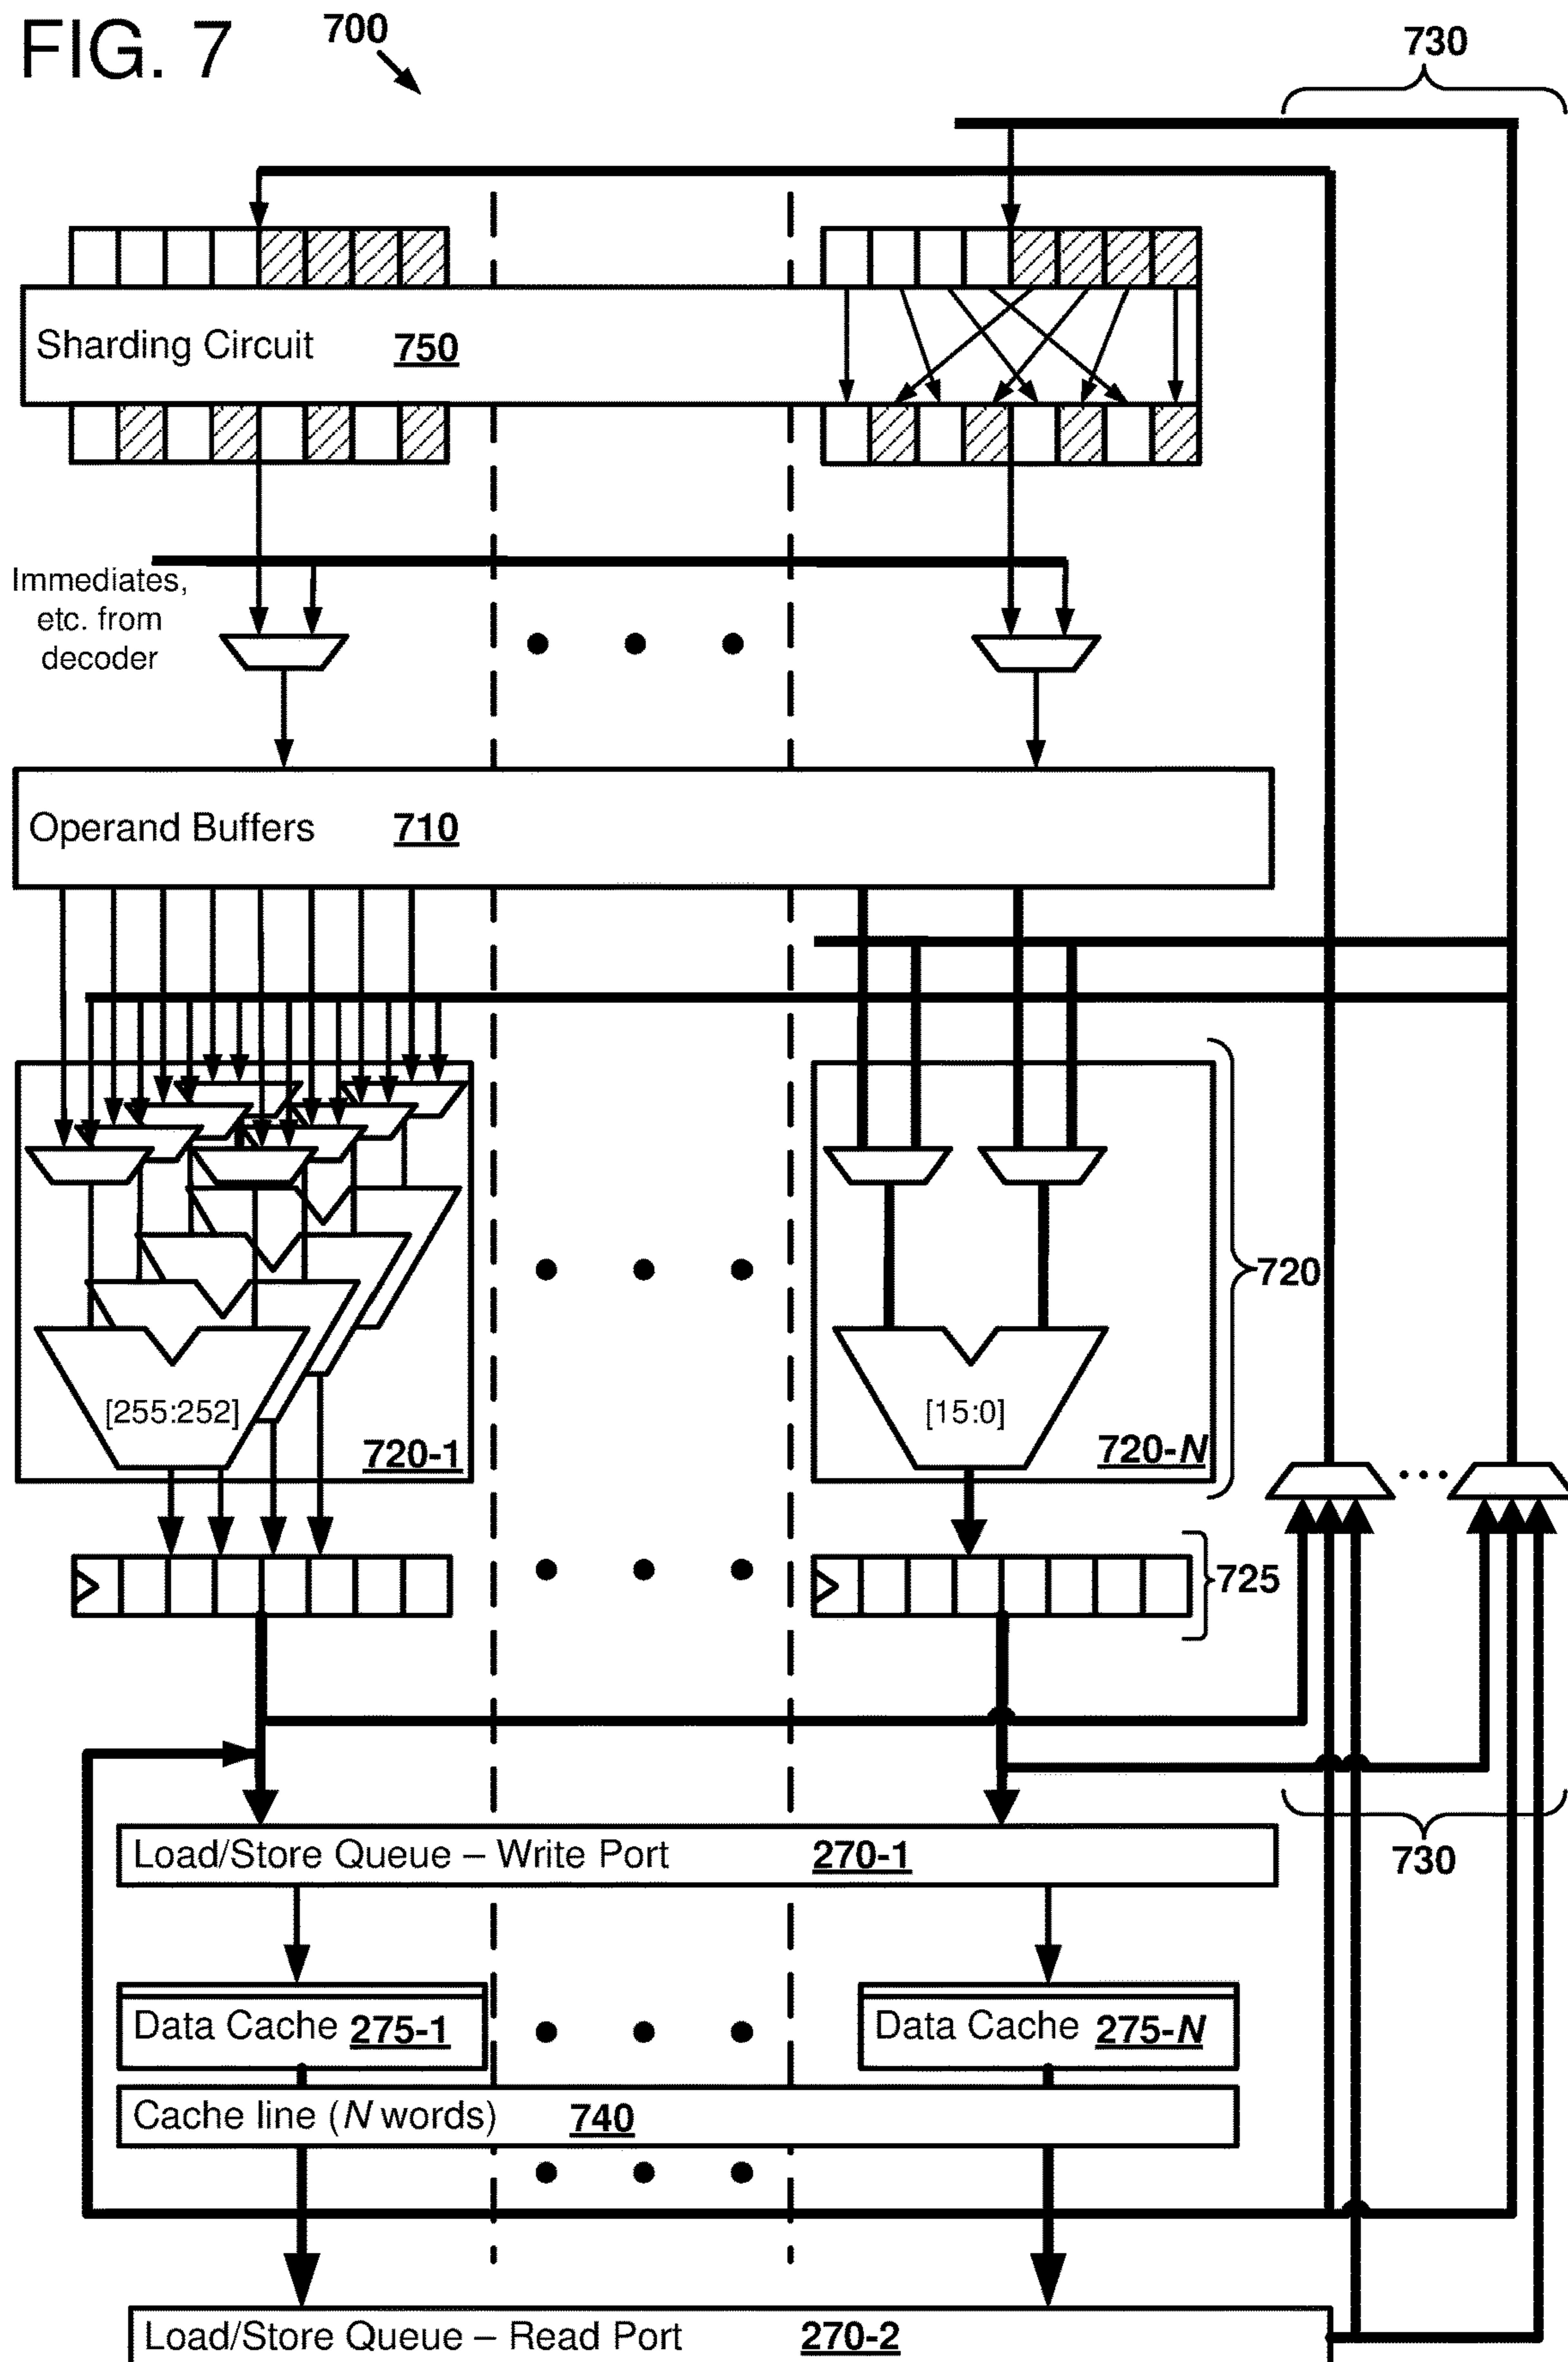 FIG. 7
700
730
Sharding Circuit 750
Immediates,
etc. from
decoder
Operand Buffers 710
720
[255:252]
[15:0]
720-1
720-N
725
Load/Store Queue – Write Port 270-1
730
Data Cache 275-1
Data Cache 275-N
Cache line (N words) 740
Load/Store Queue – Read Port 270-2